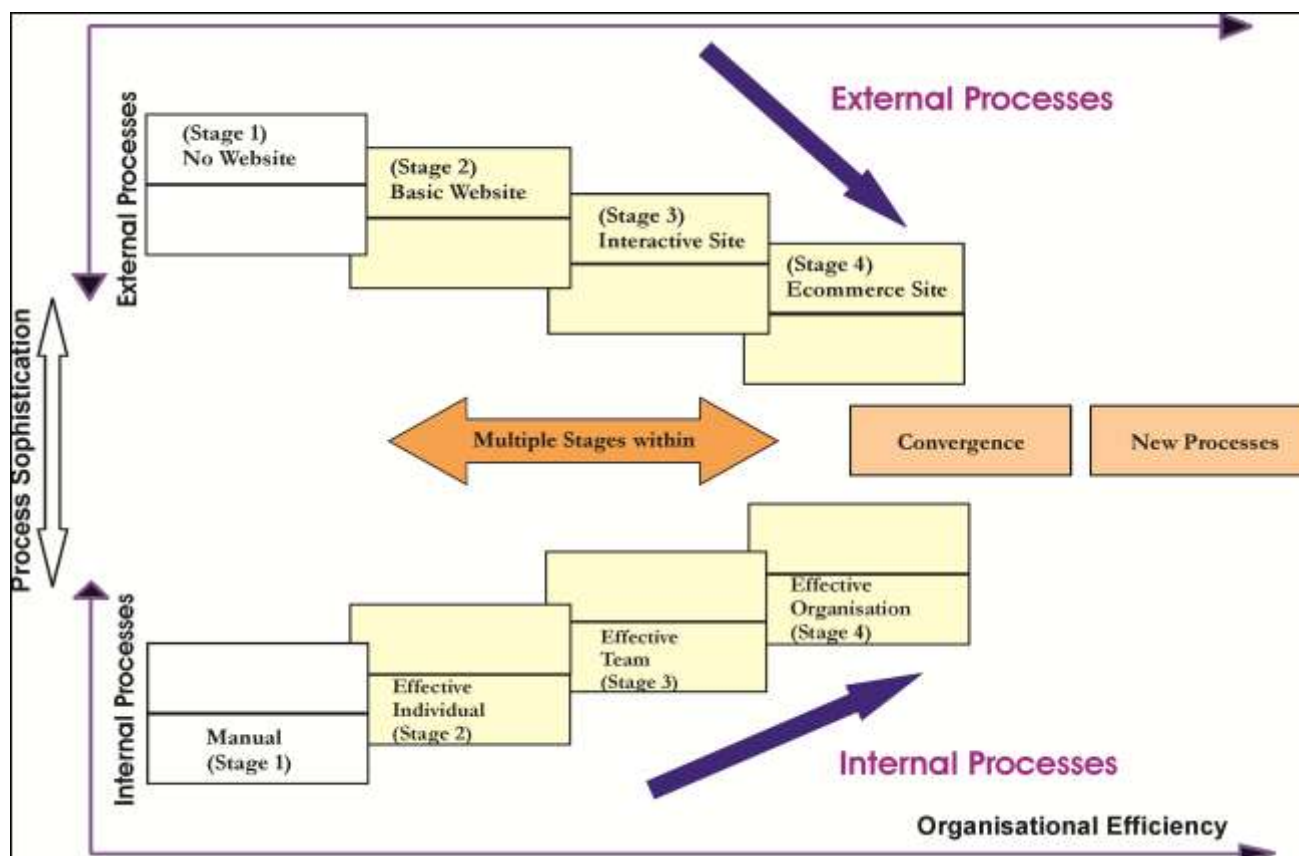 External Processes
External Processes
(Stage 1)
No Website
(Stage 2)
Basic Website
(Stage 3)
Interactive Site
(Stage 4)
Ecommerce Site
Process Sophistication
Multiple Stages within
Convergence
New Processes
Internal Processes
Manual
(Stage 1)
Effective
Individual
(Stage 2)
Effective
Team
(Stage 3)
Effective
Organisation
(Stage 4)
Internal Processes
Organisational Efficiency